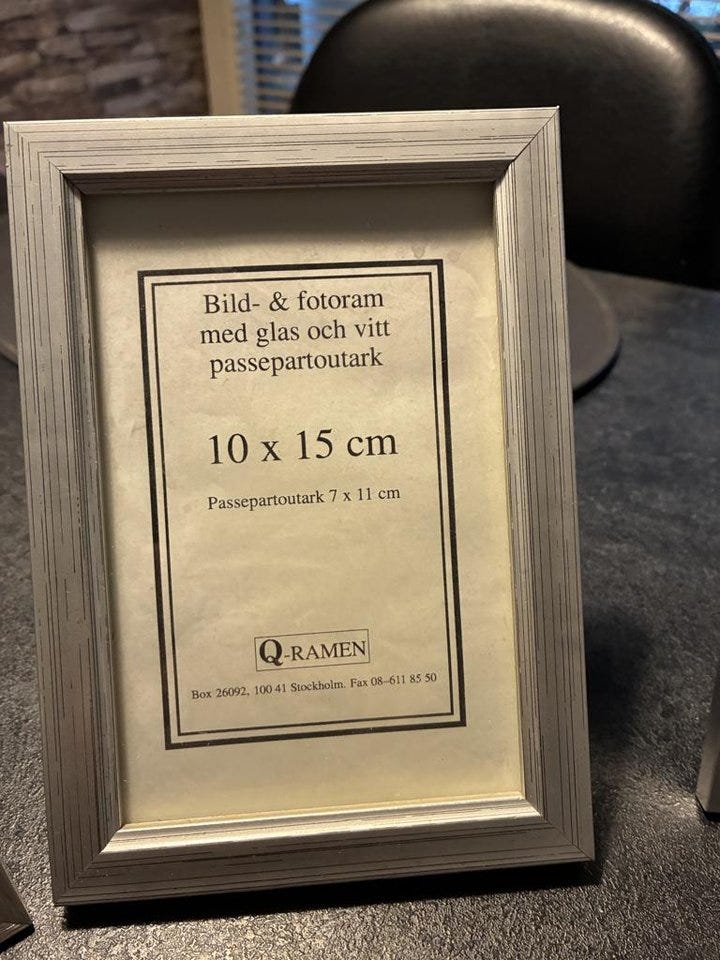 Bild- & fotoram
med glas och vitt
passepartoutark
10 x 15 cm
Passepartoutark 7 x 11 cm
Q-RAMEN
Box 26092, 100 41 Stockholm. Fax 08–611 85 50